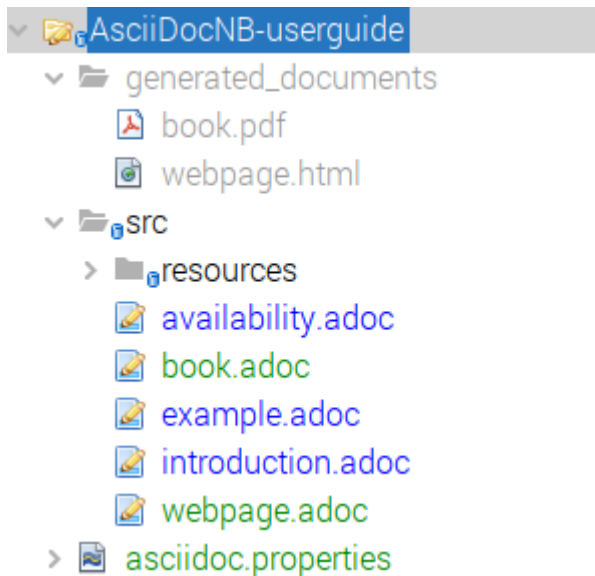 AsciiDocNB-userguide
generated_documents
book.pdf
webpage.html
src
resources
availability.adoc
book.adoc
example.adoc
introduction.adoc
webpage.adoc
asciidoc.properties